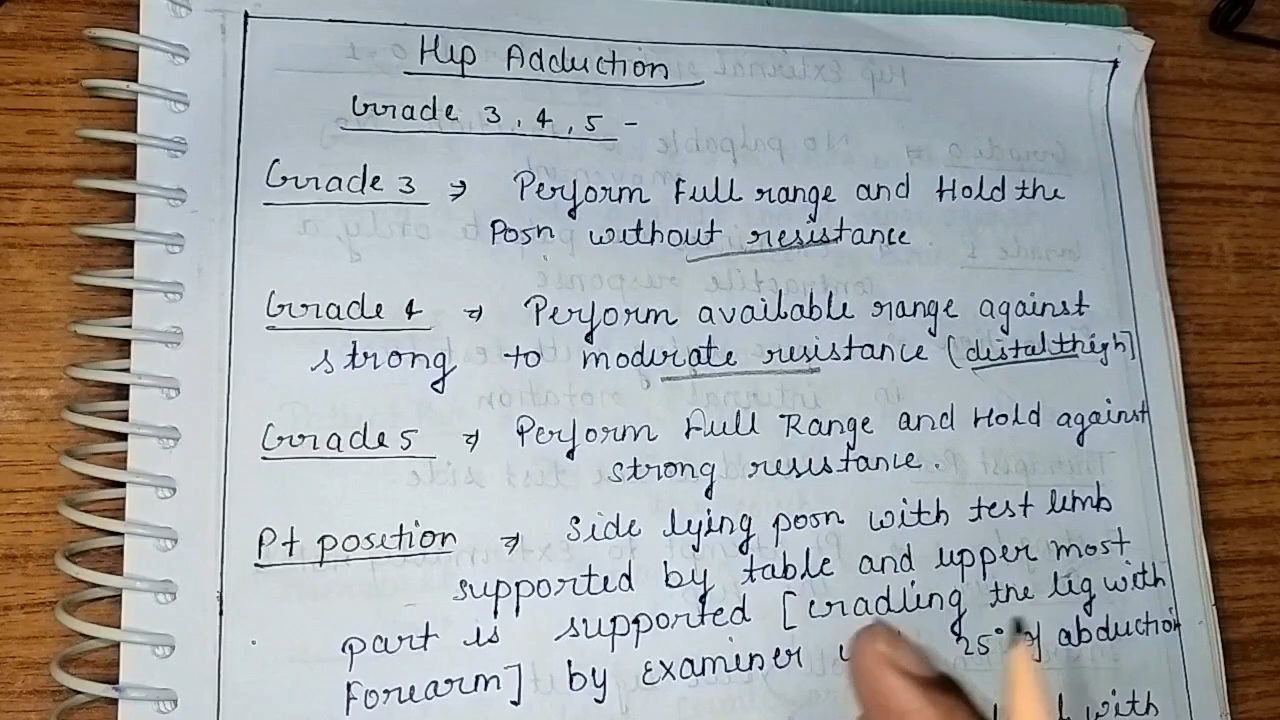 Hip Adduction
Grade 3, 4, 5 -
Grade 3 ⇒ Perform Full range and Hold the
Posn without resistance
Grade 4 ⇒ Perform available range against
strong to moderate resistance (distal thigh]
Grade 5 ⇒ Perform Full Range and Hold against
strong resistance.
Pt position ⇒ Side lying posn with test limb
supported by table and upper most
part is supported [cradling the leg with
Forearm] by Examiner 25° of abduction
with